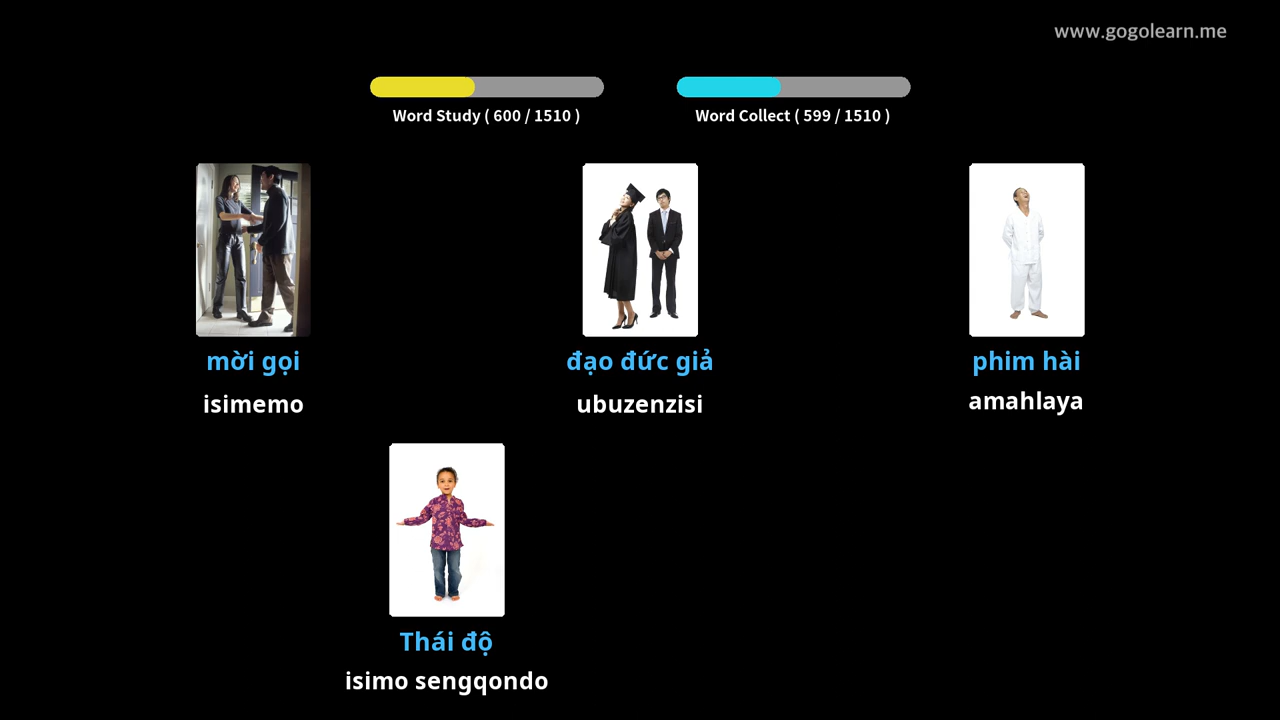 www.gogolearn.me
Word Study ( 600 / 1510 )
Word Collect ( 599 / 1510 )
mời gọi
isimemo
đạo đức giả
ubuzenzisi
phim hài
amahlaya
Thái độ
isimo sengqondo